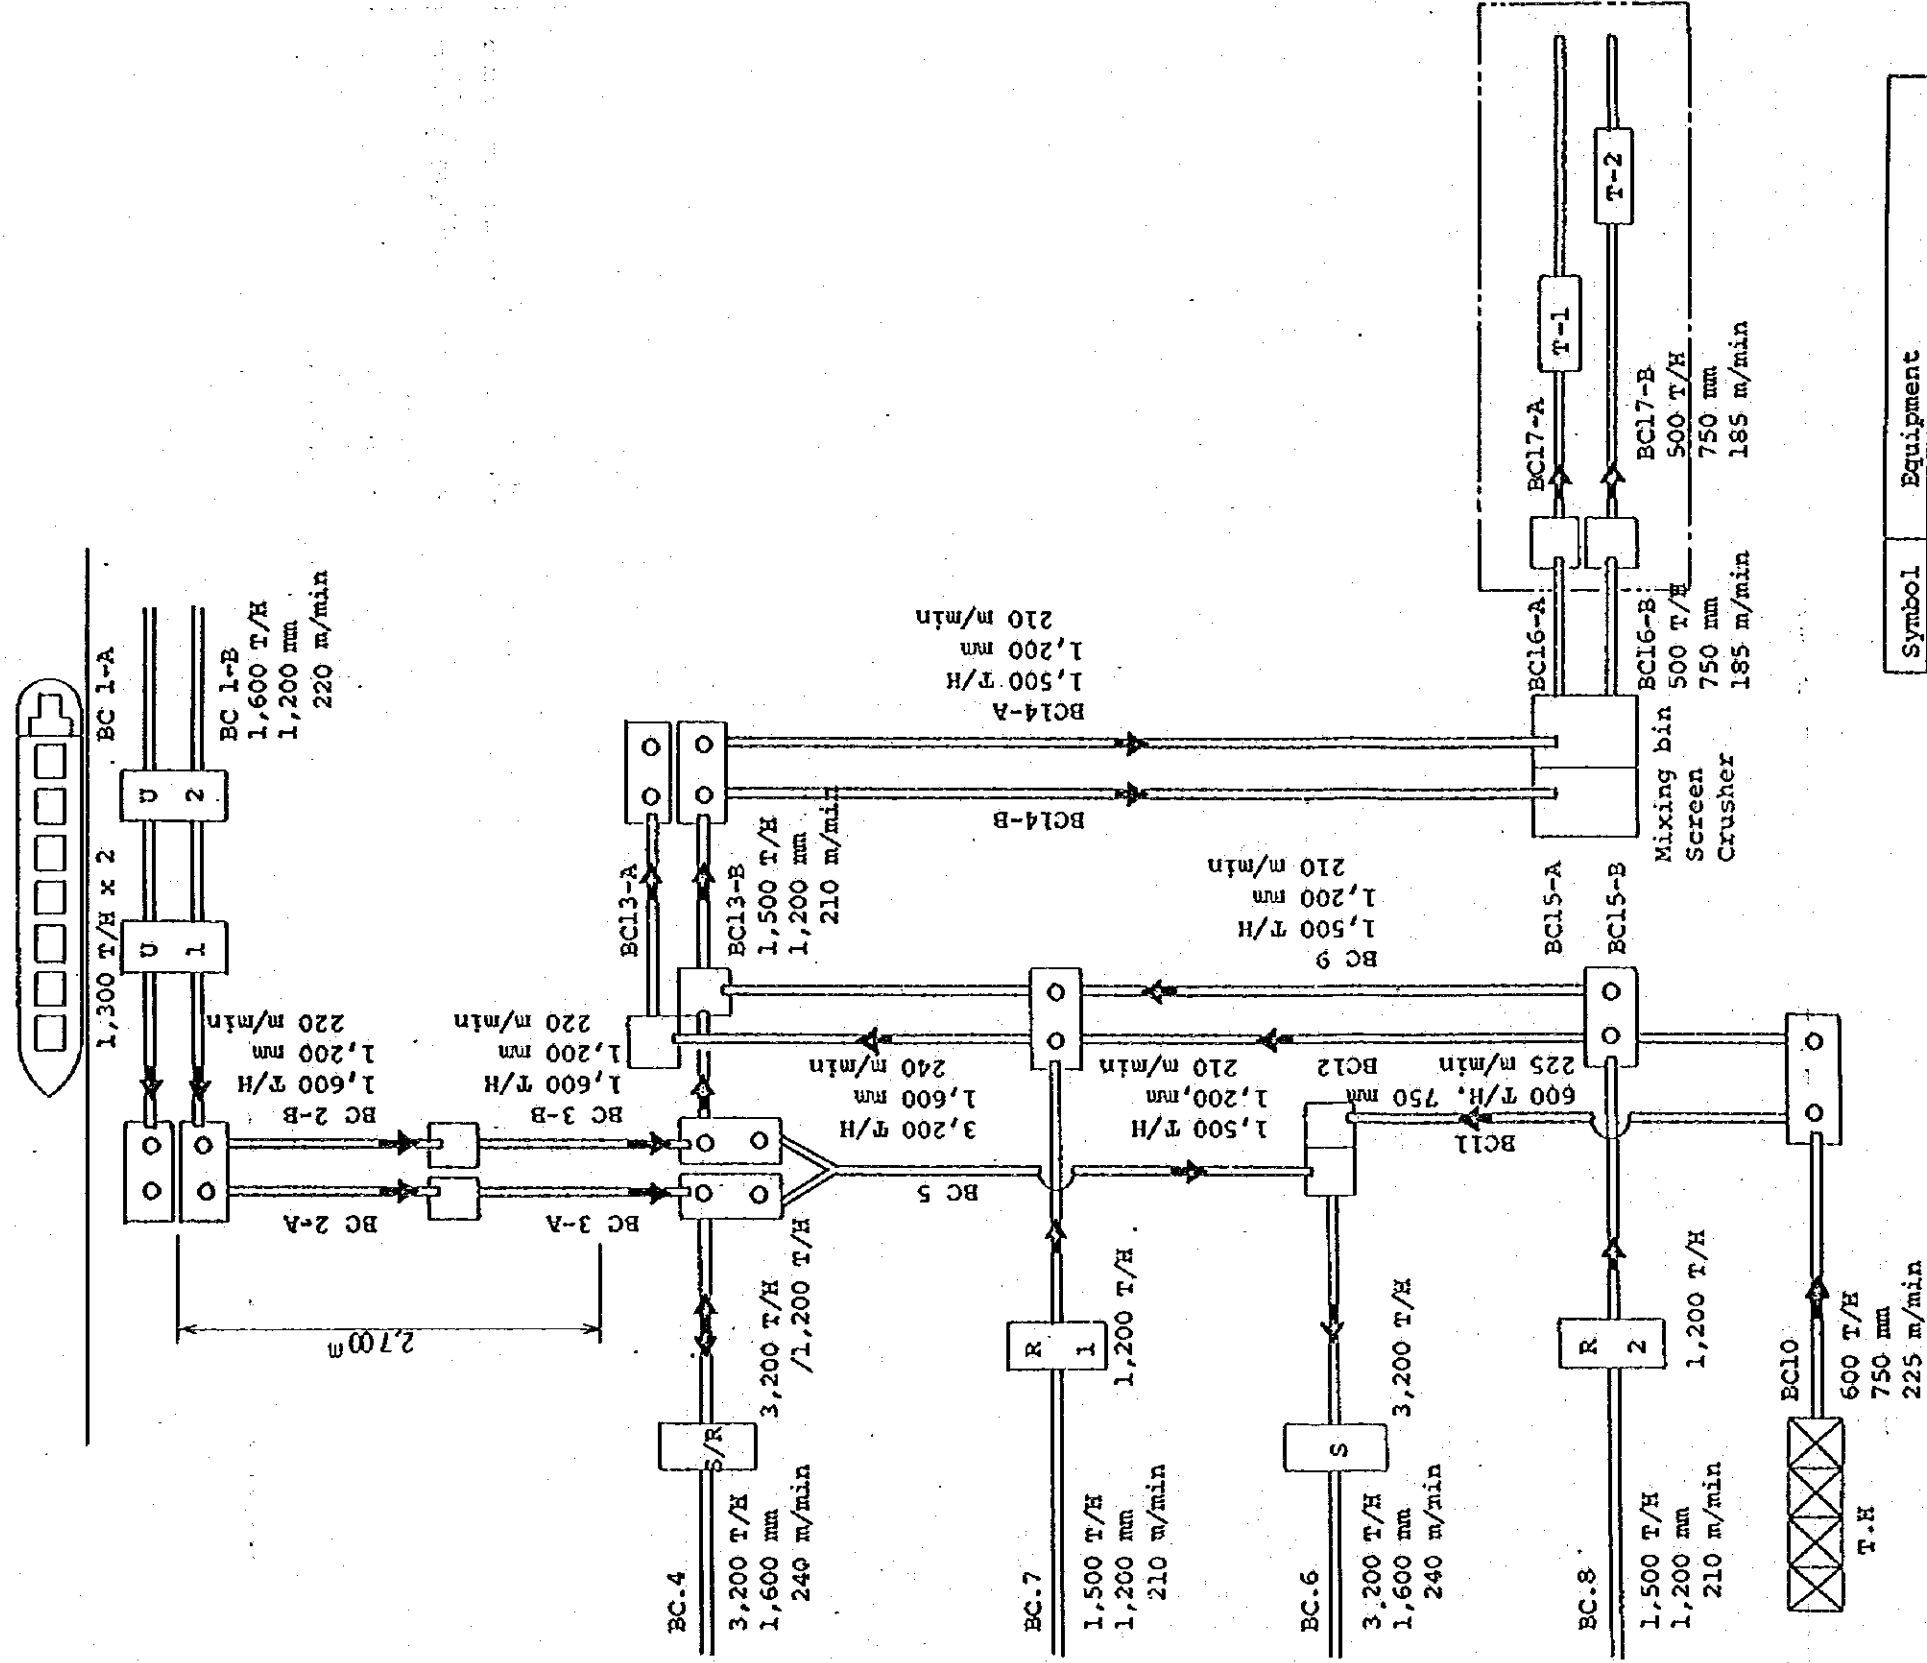 1,300 T/H x 2
BC 1-A
U
1
U
2
BC 1-B
1,600 T/H
1,200 mm
220 m/min
BC 2-B
1,600 T/H
1,200 mm
220 m/min
BC 2-A
BC 3-B
1,600 T/H
1,200 mm
220 m/min
BC 3-A
2,700 m
BC.4
3,200 T/H
1,600 mm
240 m/min
S/R
3,200 T/H
/1,200 T/H
BC 5
3,200 T/H
1,600 mm
240 m/min
BC13-A
BC13-B
1,500 T/H
1,200 mm
210 m/min
BC14-A
1,500 T/H
1,200 mm
210 m/min
BC14-B
BC.7
1,500 T/H
1,200 mm
210 m/min
R
1
1,200 T/H
BC12
1,500 T/H
1,200 mm
210 m/min
BC 9
1,500 T/H
1,200 mm
210 m/min
BC.6
3,200 T/H
1,600 mm
240 m/min
S
3,200 T/H
BC11
600 T/H, 750 mm
225 m/min
BC.8
1,500 T/H
1,200 mm
210 m/min
R
2
1,200 T/H
BC15-A
BC15-B
Mixing bin
Screen
Crusher
BC16-A
BC16-B
500 T/H
750 mm
185 m/min
BC17-A
T-1
BC17-B
500 T/H
750 mm
185 m/min
T-2
T.H
BC10
600 T/H
750 mm
225 m/min
Symbol
Equipment